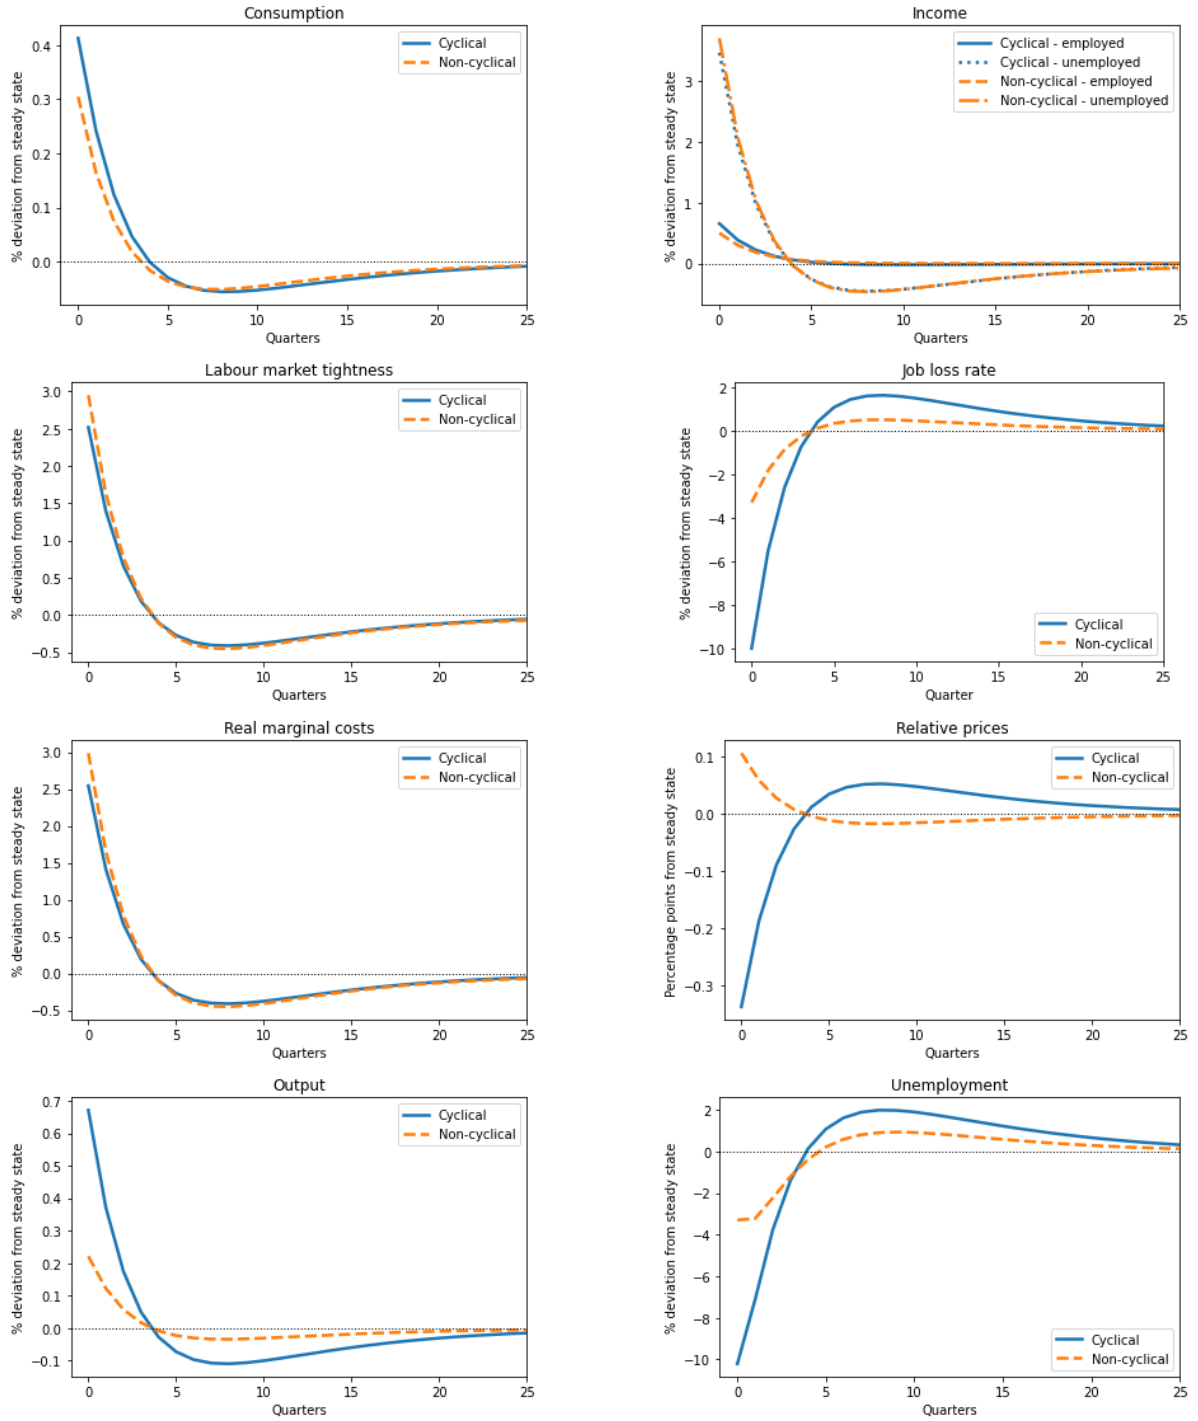 Consumption
% deviation from steady state
0.4
0.3
0.2
0.1
0.0
Cyclical
Non-cyclical
0 5 10 15 20 25
Quarters
Income
% deviation from steady state
3
2
1
0
Cyclical - employed
Cyclical - unemployed
Non-cyclical - employed
Non-cyclical - unemployed
0 5 10 15 20 25
Quarters
Labour market tightness
% deviation from steady state
3.0
2.5
2.0
1.5
1.0
0.5
0.0
−0.5
Cyclical
Non-cyclical
0 5 10 15 20 25
Quarters
Job loss rate
% deviation from steady state
2
0
−2
−4
−6
−8
−10
Cyclical
Non-cyclical
0 5 10 15 20 25
Quarter
Real marginal costs
% deviation from steady state
3.0
2.5
2.0
1.5
1.0
0.5
0.0
−0.5
Cyclical
Non-cyclical
0 5 10 15 20 25
Quarters
Relative prices
Percentage points from steady state
0.1
0.0
−0.1
−0.2
−0.3
Cyclical
Non-cyclical
0 5 10 15 20 25
Quarters
Output
% deviation from steady state
0.7
0.6
0.5
0.4
0.3
0.2
0.1
0.0
−0.1
Cyclical
Non-cyclical
0 5 10 15 20 25
Quarters
Unemployment
% deviation from steady state
2
0
−2
−4
−6
−8
−10
Cyclical
Non-cyclical
0 5 10 15 20 25
Quarters